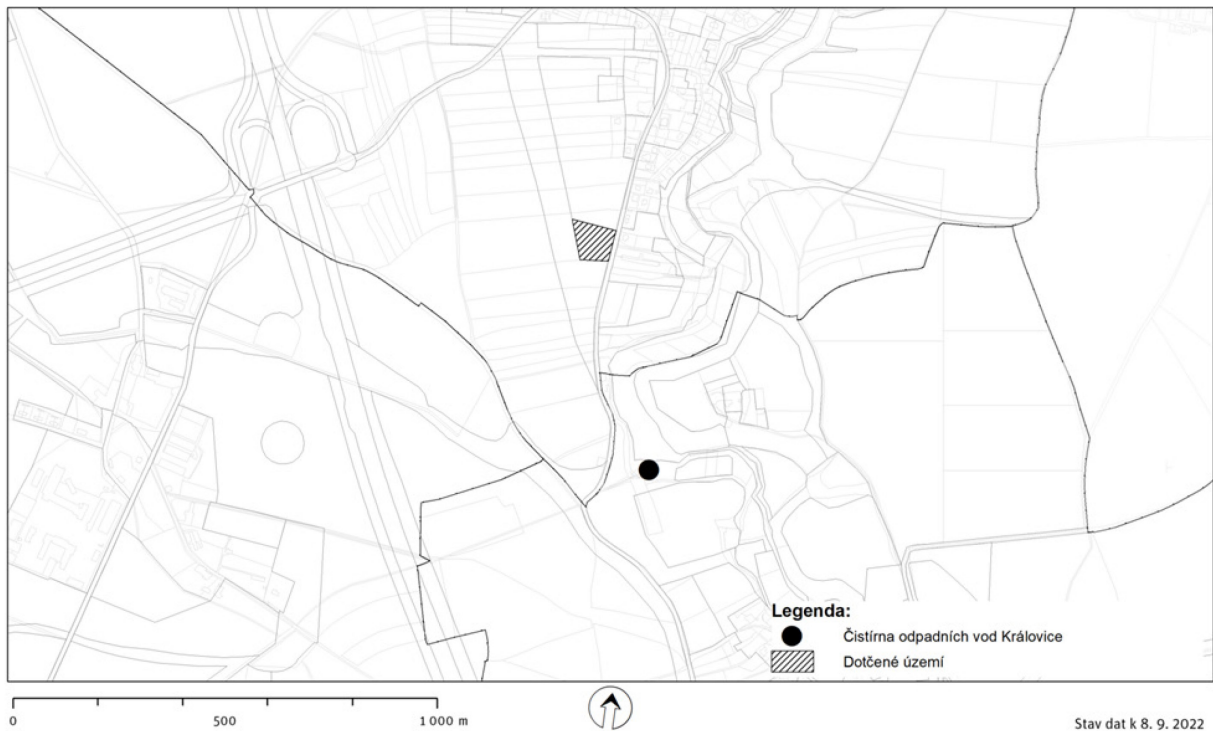 Legenda:
Čistírna odpadních vod Královice
Dotčené území
0 500 1 000 m
Stav dat k 8. 9. 2022